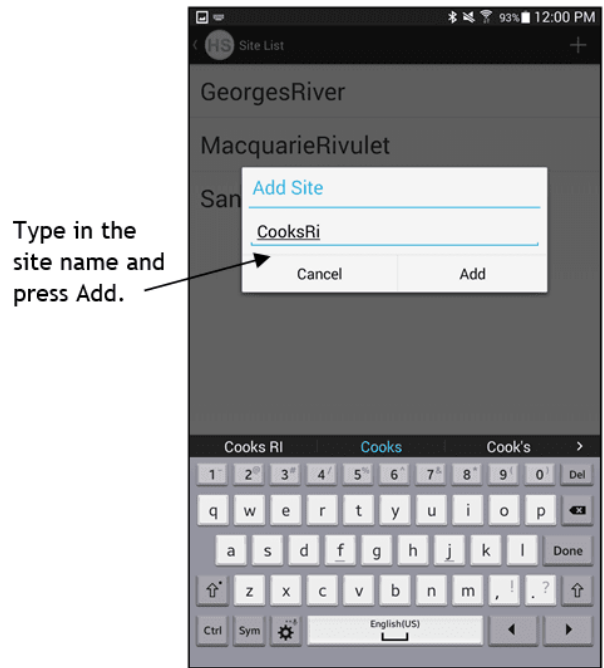 93% 12:00 PM
HS Site List +
GeorgesRiver
MacquarieRivulet
San
Add Site
CooksRi
Cancel Add
Type in the
site name and
press Add.
Cooks RI Cooks Cook's >
1 - 2 @ 3 # 4 / 5 % 6 ^ 7 & 8 * 9 ( 0 ) Del
q w e r t y u i o p
a s d f g h j k l Done
z x c v b n m , ! . ?
Ctrl Sym English(US)